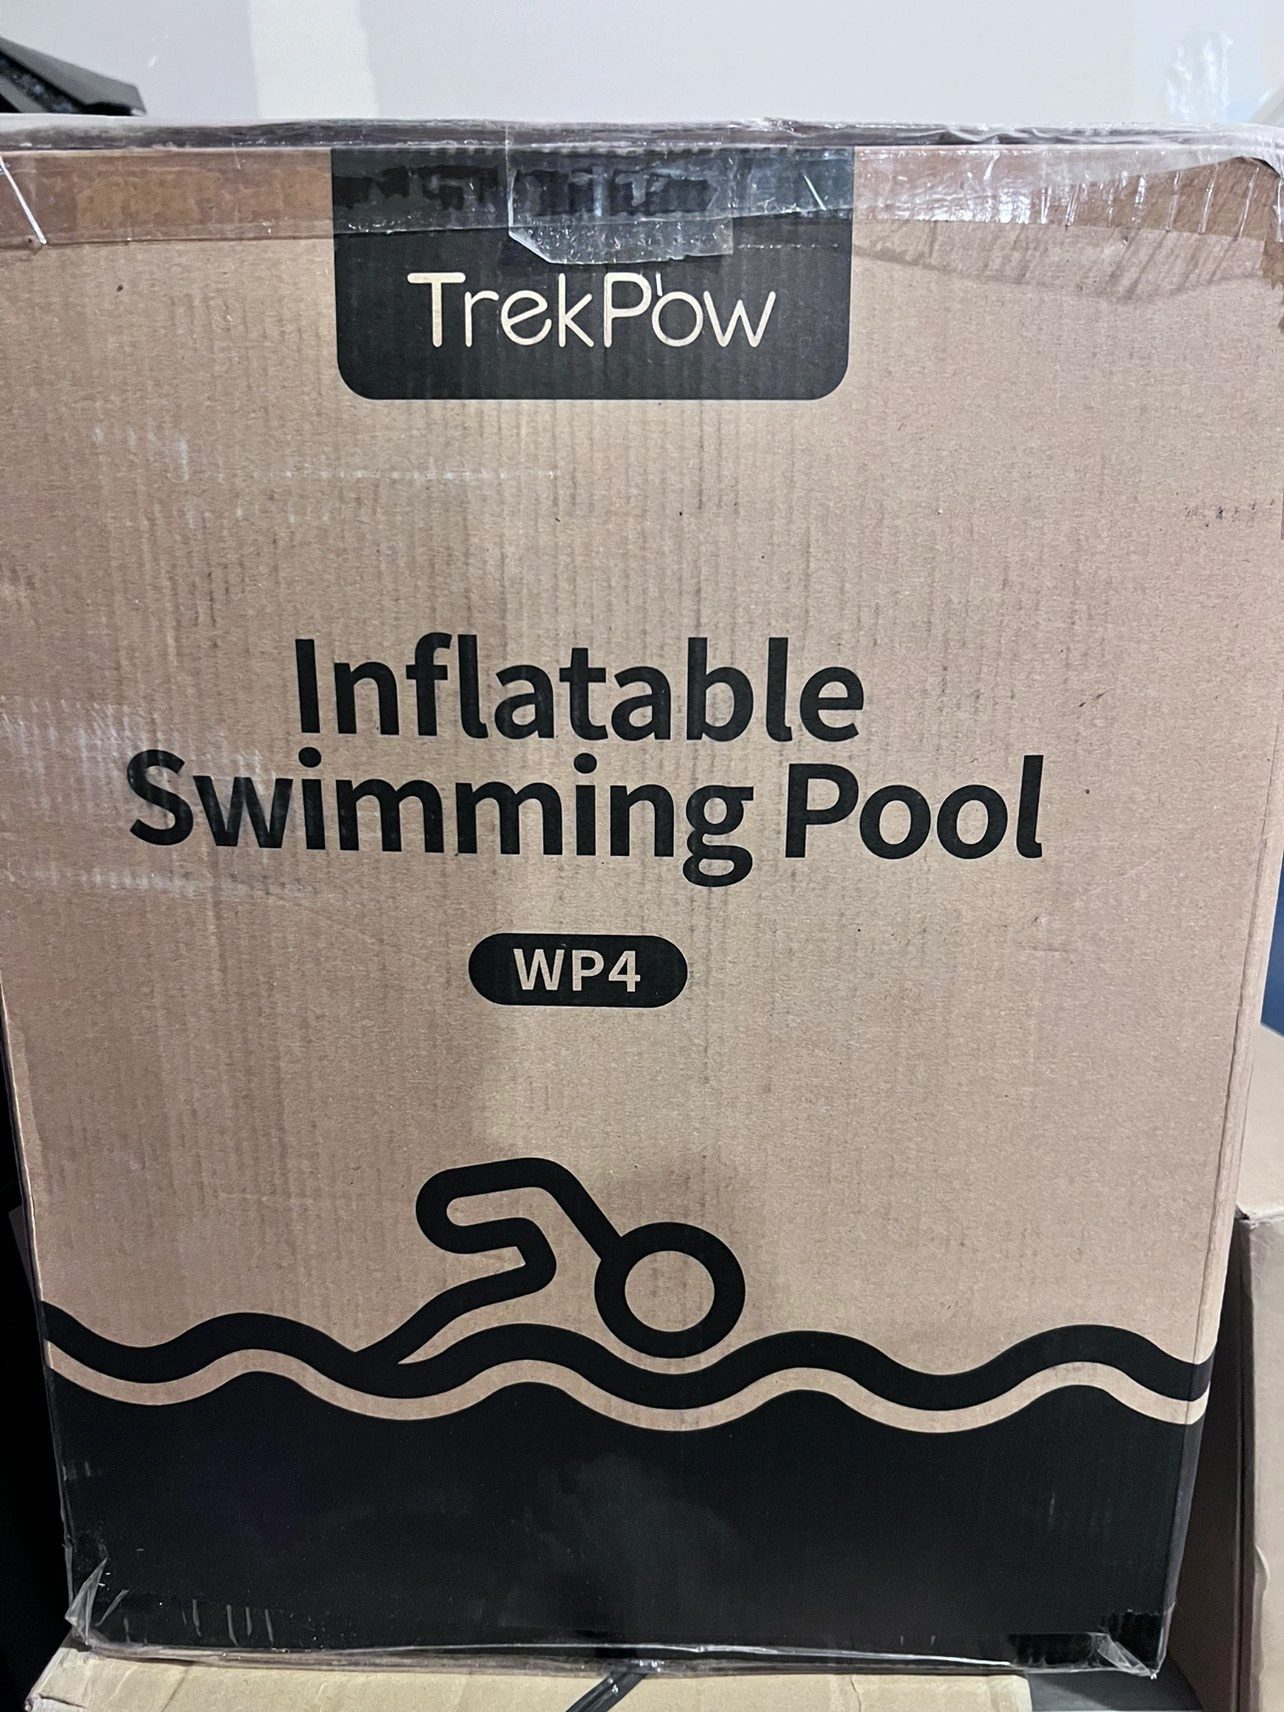 TrekPow
Inflatable
Swimming Pool
WP4